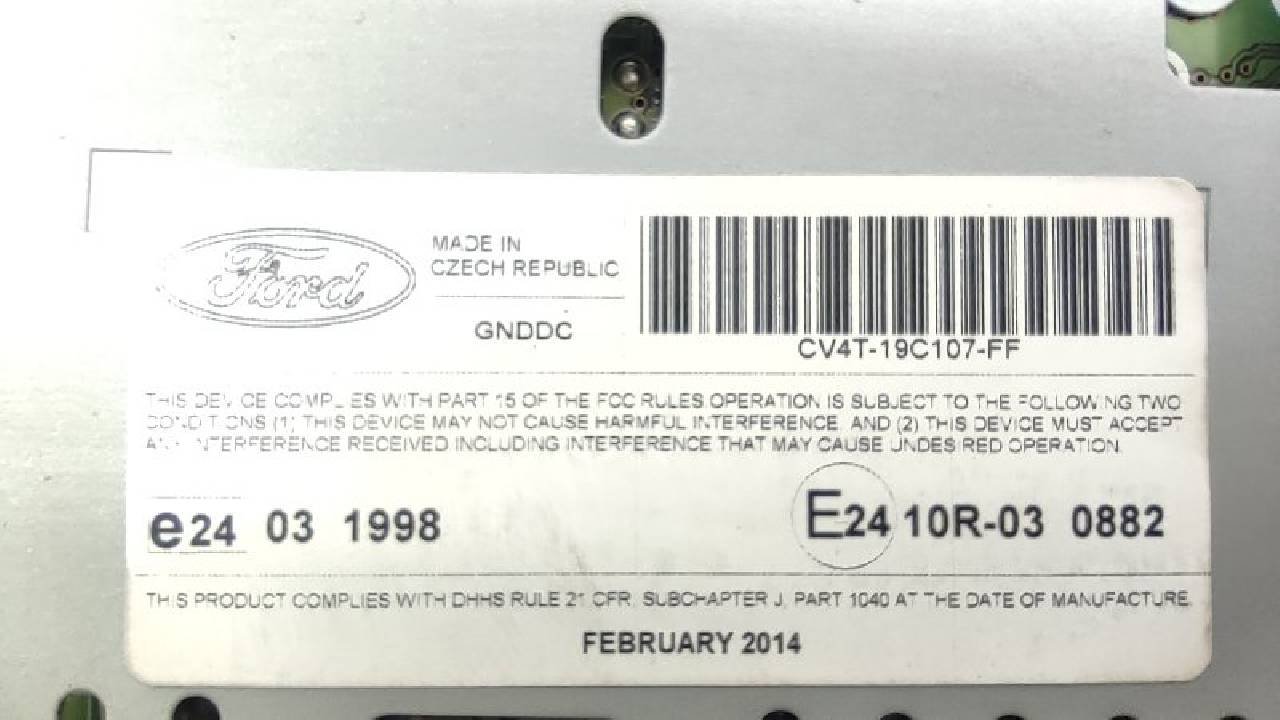 Ford
MADE IN
CZECH REPUBLIC
GNDDC
CV4T-19C107-FF
THIS DEVICE COMPLIES WITH PART 15 OF THE FCC RULES OPERATION IS SUBJECT TO THE FOLLOWING TWO
CONDITIONS (1) THIS DEVICE MAY NOT CAUSE HARMFUL INTERFERENCE, AND (2) THIS DEVICE MUST ACCEPT
ANY INTERFERENCE RECEIVED INCLUDING INTERFERENCE THAT MAY CAUSE UNDESIRED OPERATION.
e24 03 1998
E24 10R-03 0882
THIS PRODUCT COMPLIES WITH DHHS RULE 21 CFR, SUBCHAPTER J, PART 1040 AT THE DATE OF MANUFACTURE.
FEBRUARY 2014